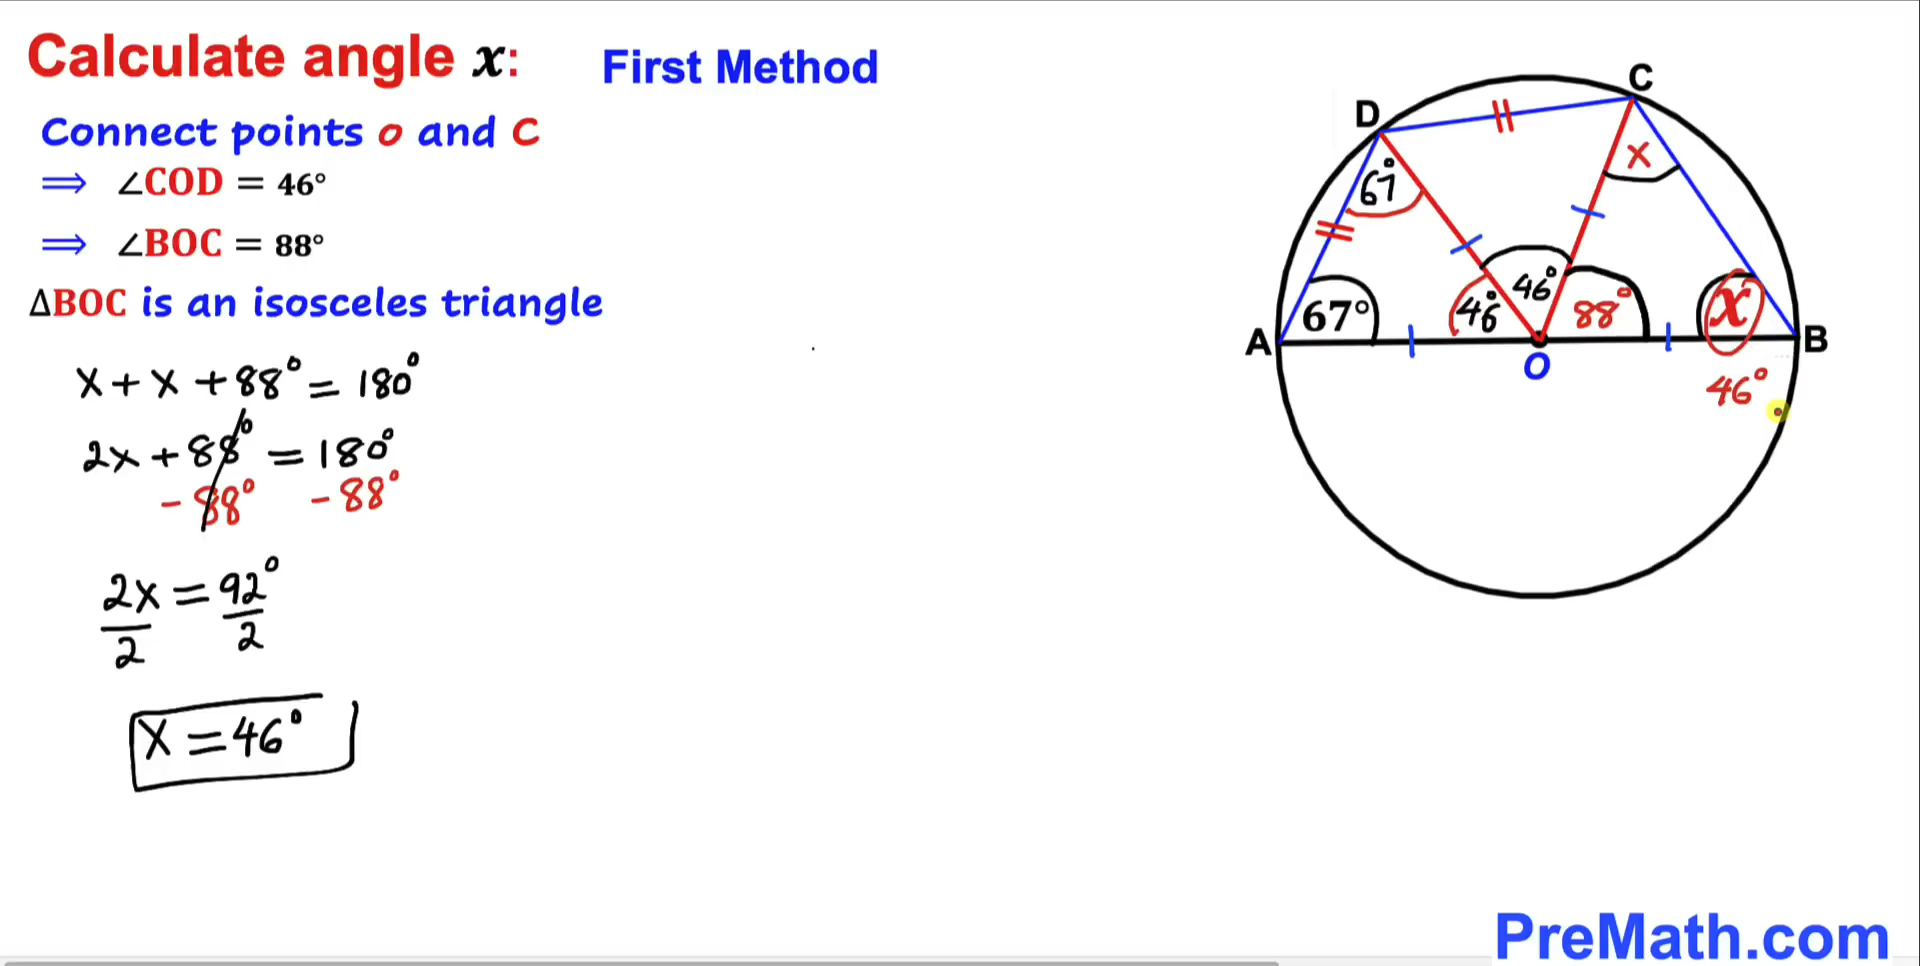 Calculate angle x:
First Method
Connect points o and C
⟹ ∠COD = 46°
⟹ ∠BOC = 88°
ΔBOC is an isosceles triangle
x + x + 88° = 180°
2x + 88° = 180°
- 88° - 88°
2x = 92°
2 2
x = 46°
C
D
x
67°
46°
67°
46°
88°
x
A
B
O
46°
PreMath.com